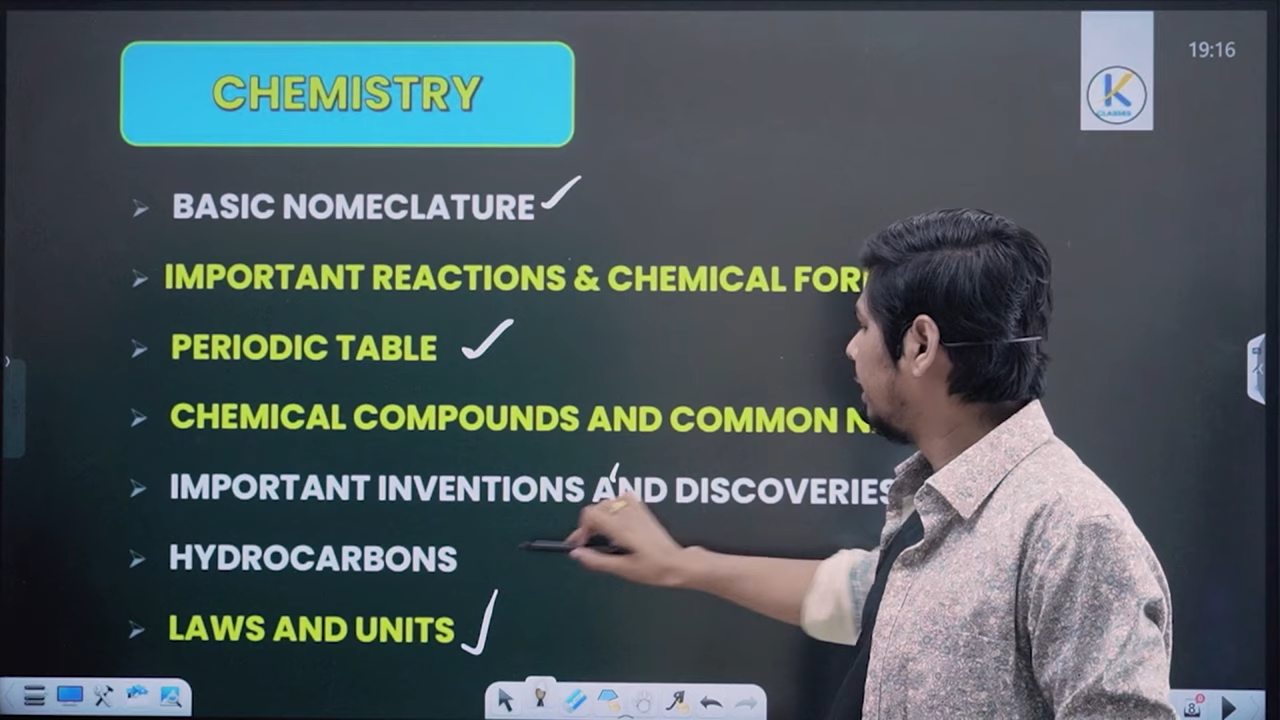 CHEMISTRY
19:16
K
CLASSES
BASIC NOMECLATURE
IMPORTANT REACTIONS & CHEMICAL
PERIODIC TABLE
CHEMICAL COMPOUNDS AND COMMON
IMPORTANT INVENTIONS AND DISCOVERIES
HYDROCARBONS
LAWS AND UNITS